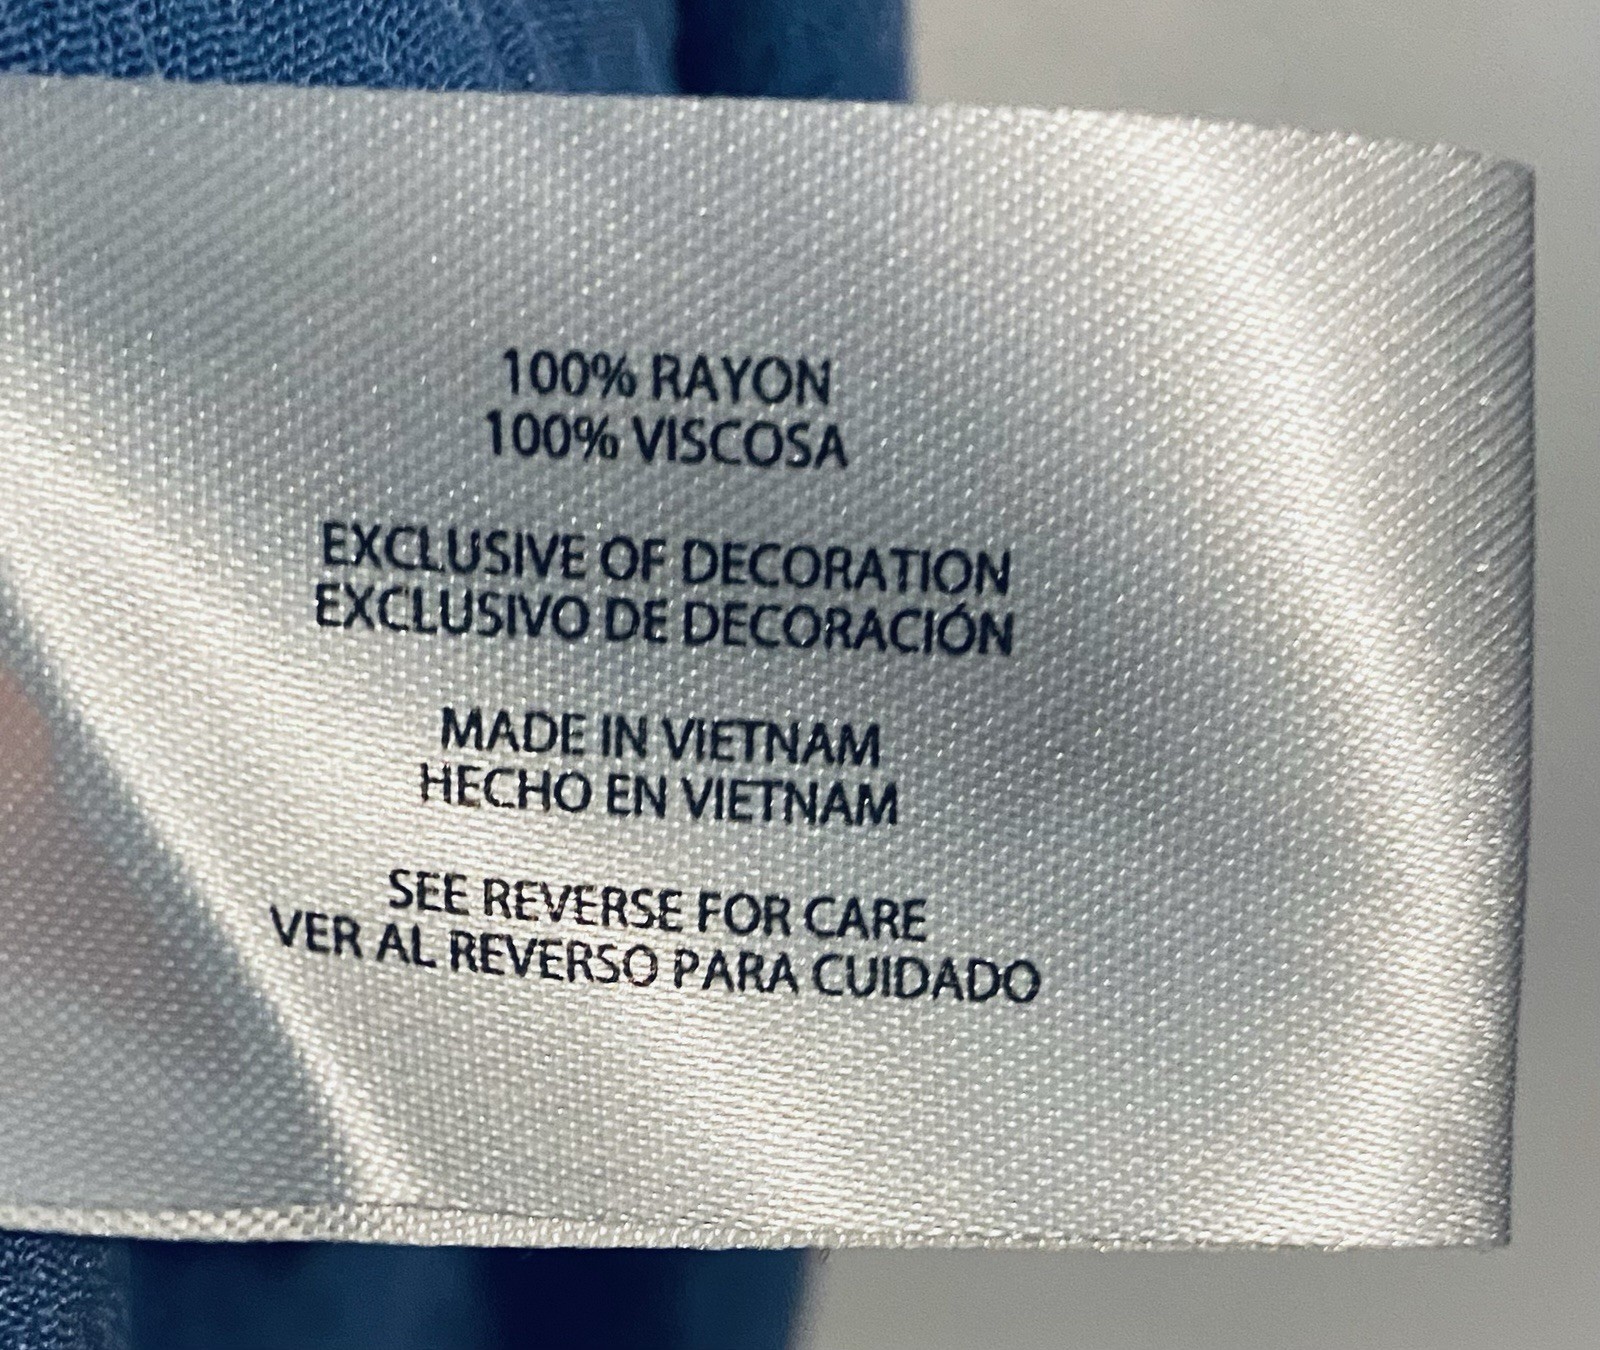 100% RAYON
100% VISCOSA
EXCLUSIVE OF DECORATION
EXCLUSIVO DE DECORACIÓN
MADE IN VIETNAM
HECHO EN VIETNAM
SEE REVERSE FOR CARE
VER AL REVERSO PARA CUIDADO